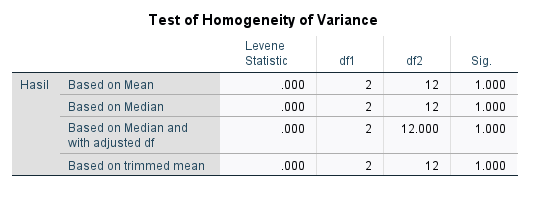 Test of Homogeneity of Variance
Levene
Statistic df1 df2 Sig.
Hasil Based on Mean .000 2 12 1.000
Based on Median .000 2 12 1.000
Based on Median and
with adjusted df .000 2 12.000 1.000
Based on trimmed mean .000 2 12 1.000